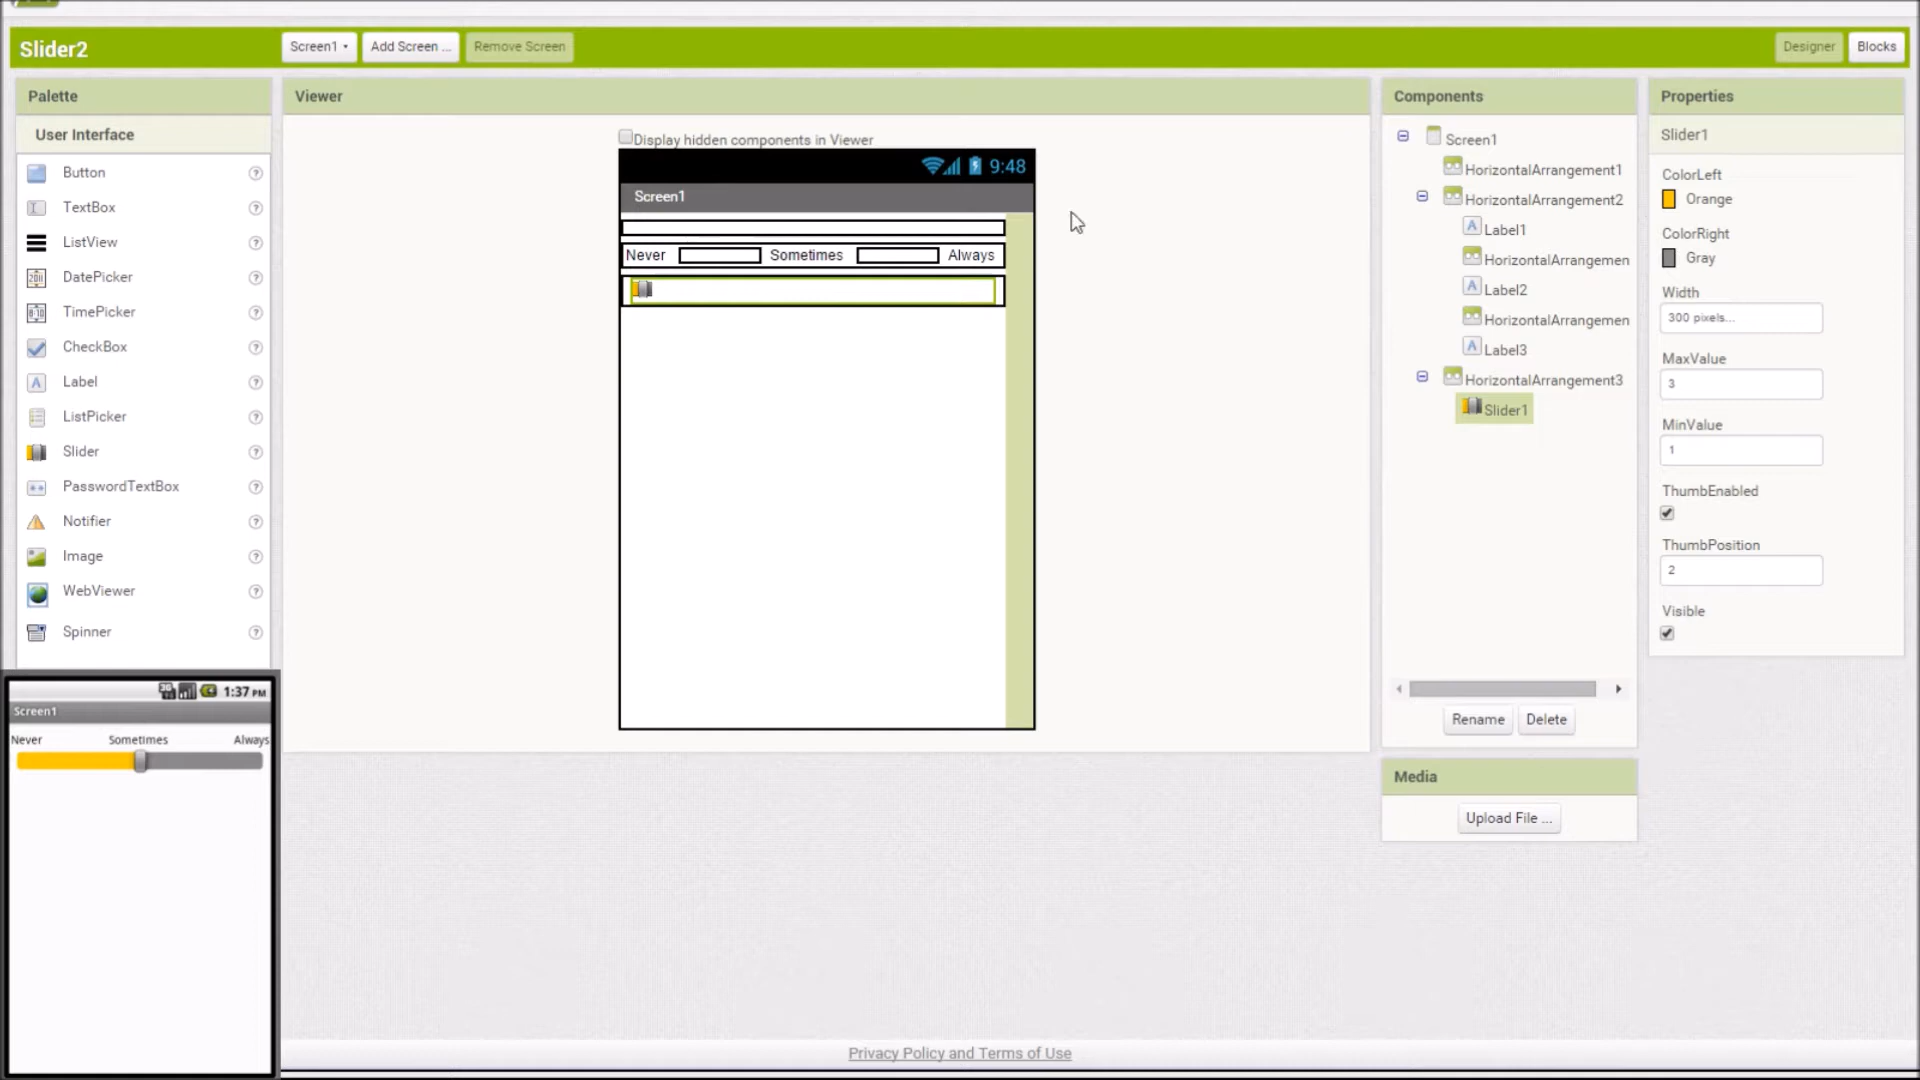 Slider2
Screen1
Add Screen ...
Remove Screen
Designer
Blocks
Palette
User Interface
Button
TextBox
ListView
DatePicker
TimePicker
CheckBox
Label
ListPicker
Slider
PasswordTextBox
Notifier
Image
WebViewer
Spinner
Viewer
Display hidden components in Viewer
9:48
Screen1
Never
Sometimes
Always
Components
Screen1
HorizontalArrangement1
HorizontalArrangement2
Label1
HorizontalArrangemen
Label2
HorizontalArrangemen
Label3
HorizontalArrangement3
Slider1
Rename
Delete
Media
Upload File ...
Properties
Slider1
ColorLeft
Orange
ColorRight
Gray
Width
300 pixels...
MaxValue
3
MinValue
1
ThumbEnabled
ThumbPosition
2
Visible
1:37 PM
Screen1
Never
Sometimes
Always
Privacy Policy and Terms of Use